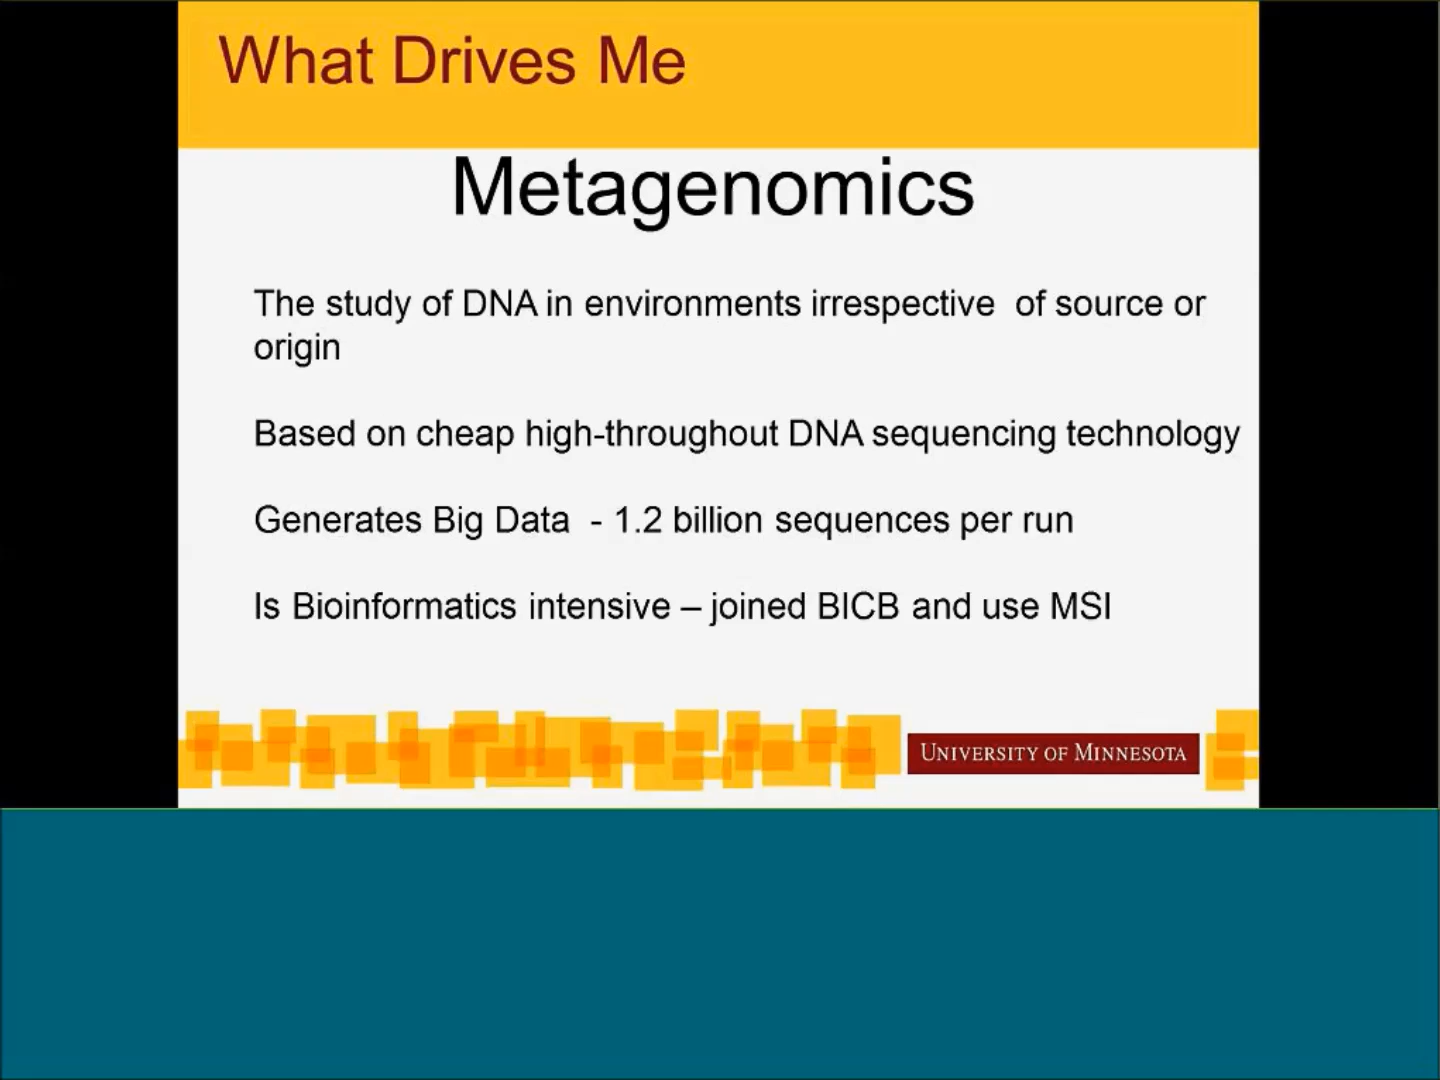 What Drives Me
Metagenomics
The study of DNA in environments irrespective of source or
origin
Based on cheap high-throughout DNA sequencing technology
Generates Big Data - 1.2 billion sequences per run
Is Bioinformatics intensive – joined BICB and use MSI
UNIVERSITY OF MINNESOTA